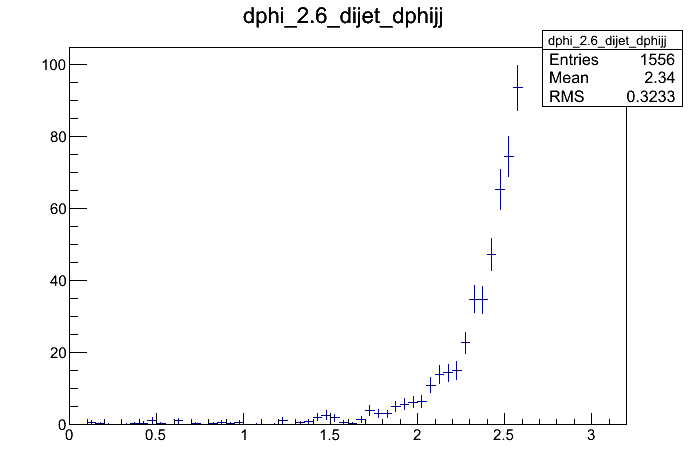 dphi_2.6_dijet_dphijj
dphi_2.6_dijet_dphijj
Entries 1556
Mean 2.34
RMS 0.3233
100
80
60
40
20
0
0 0.5 1 1.5 2 2.5 3